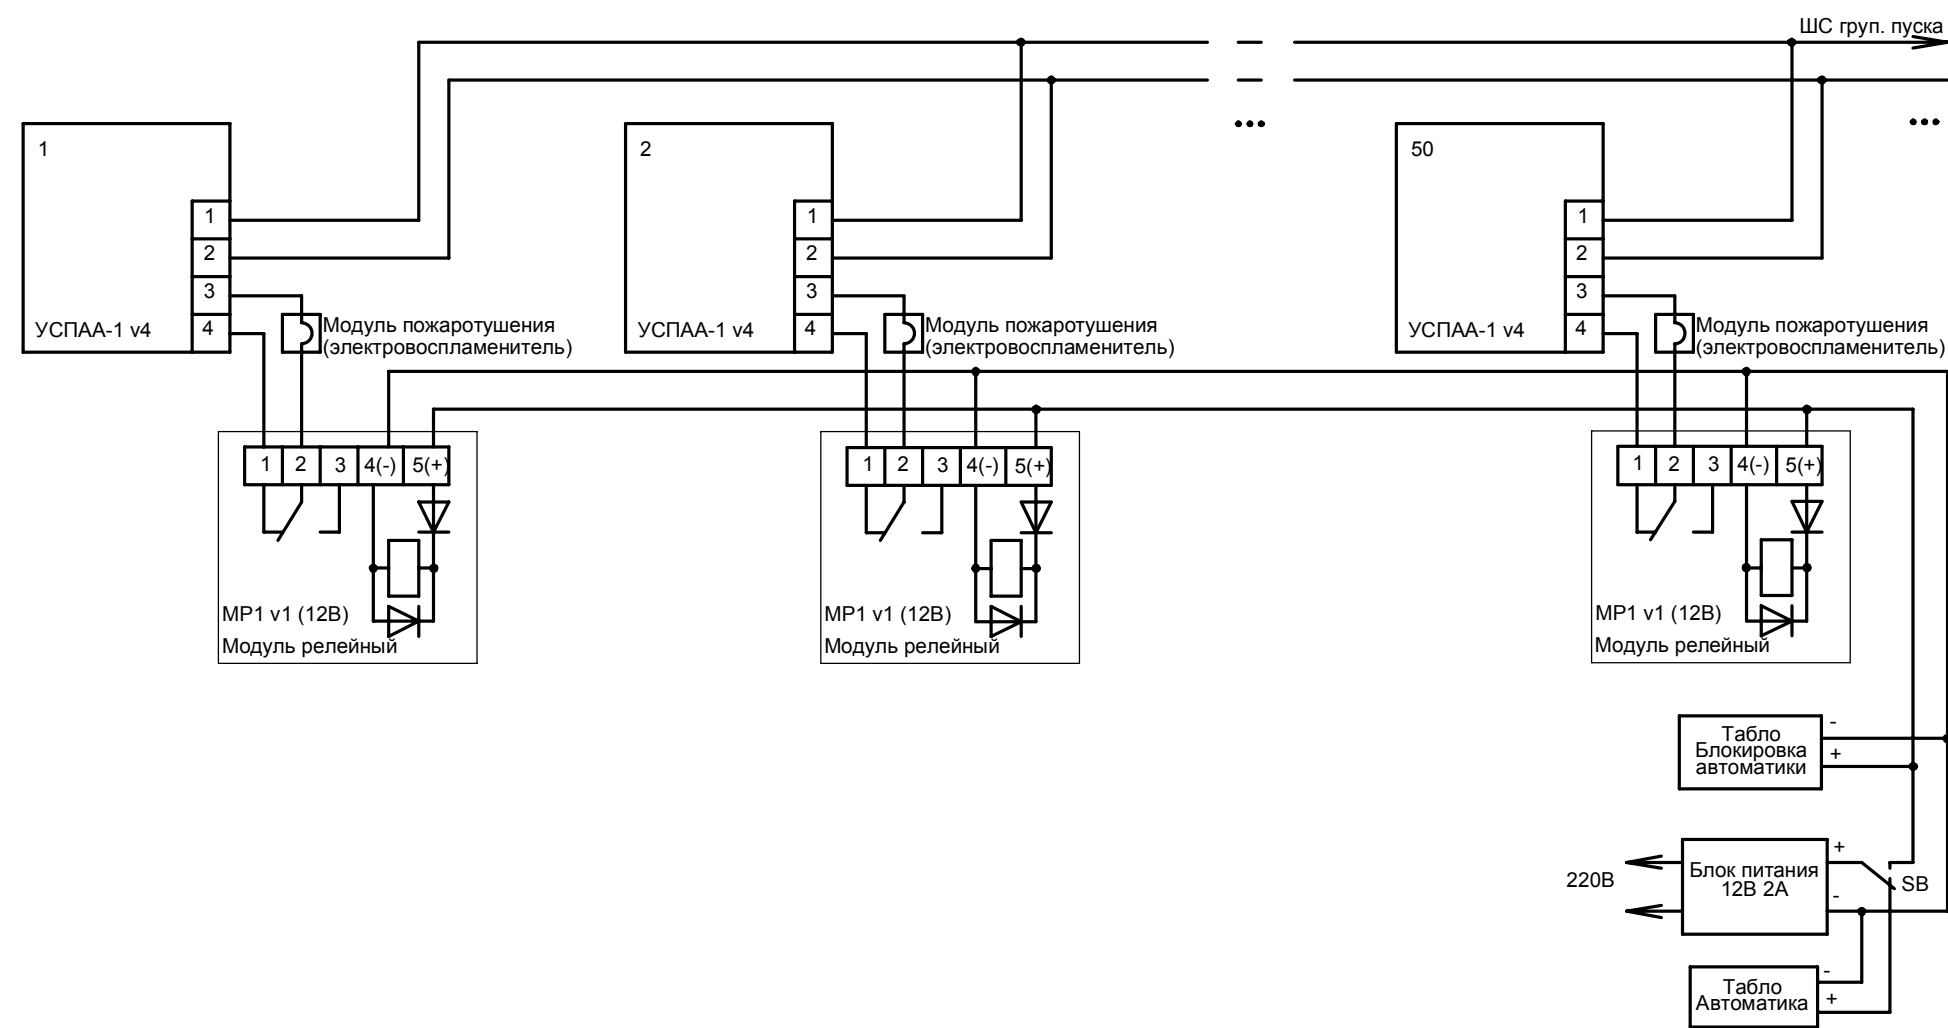 ШС груп. пуска
1
1
2
3
4
УСПАА-1 v4
Модуль пожаротушения
(электровоспламенитель)
2
1
2
3
4
УСПАА-1 v4
Модуль пожаротушения
(электровоспламенитель)
...
50
1
2
3
4
УСПАА-1 v4
Модуль пожаротушения
(электровоспламенитель)
...
1 2 3 4(-) 5(+)
МР1 v1 (12В)
Модуль релейный
1 2 3 4(-) 5(+)
МР1 v1 (12В)
Модуль релейный
1 2 3 4(-) 5(+)
МР1 v1 (12В)
Модуль релейный
Табло
Блокировка
автоматики
-
+
220В
Блок питания
12В 2А
+
-
SB
Табло
Автоматика
-
+